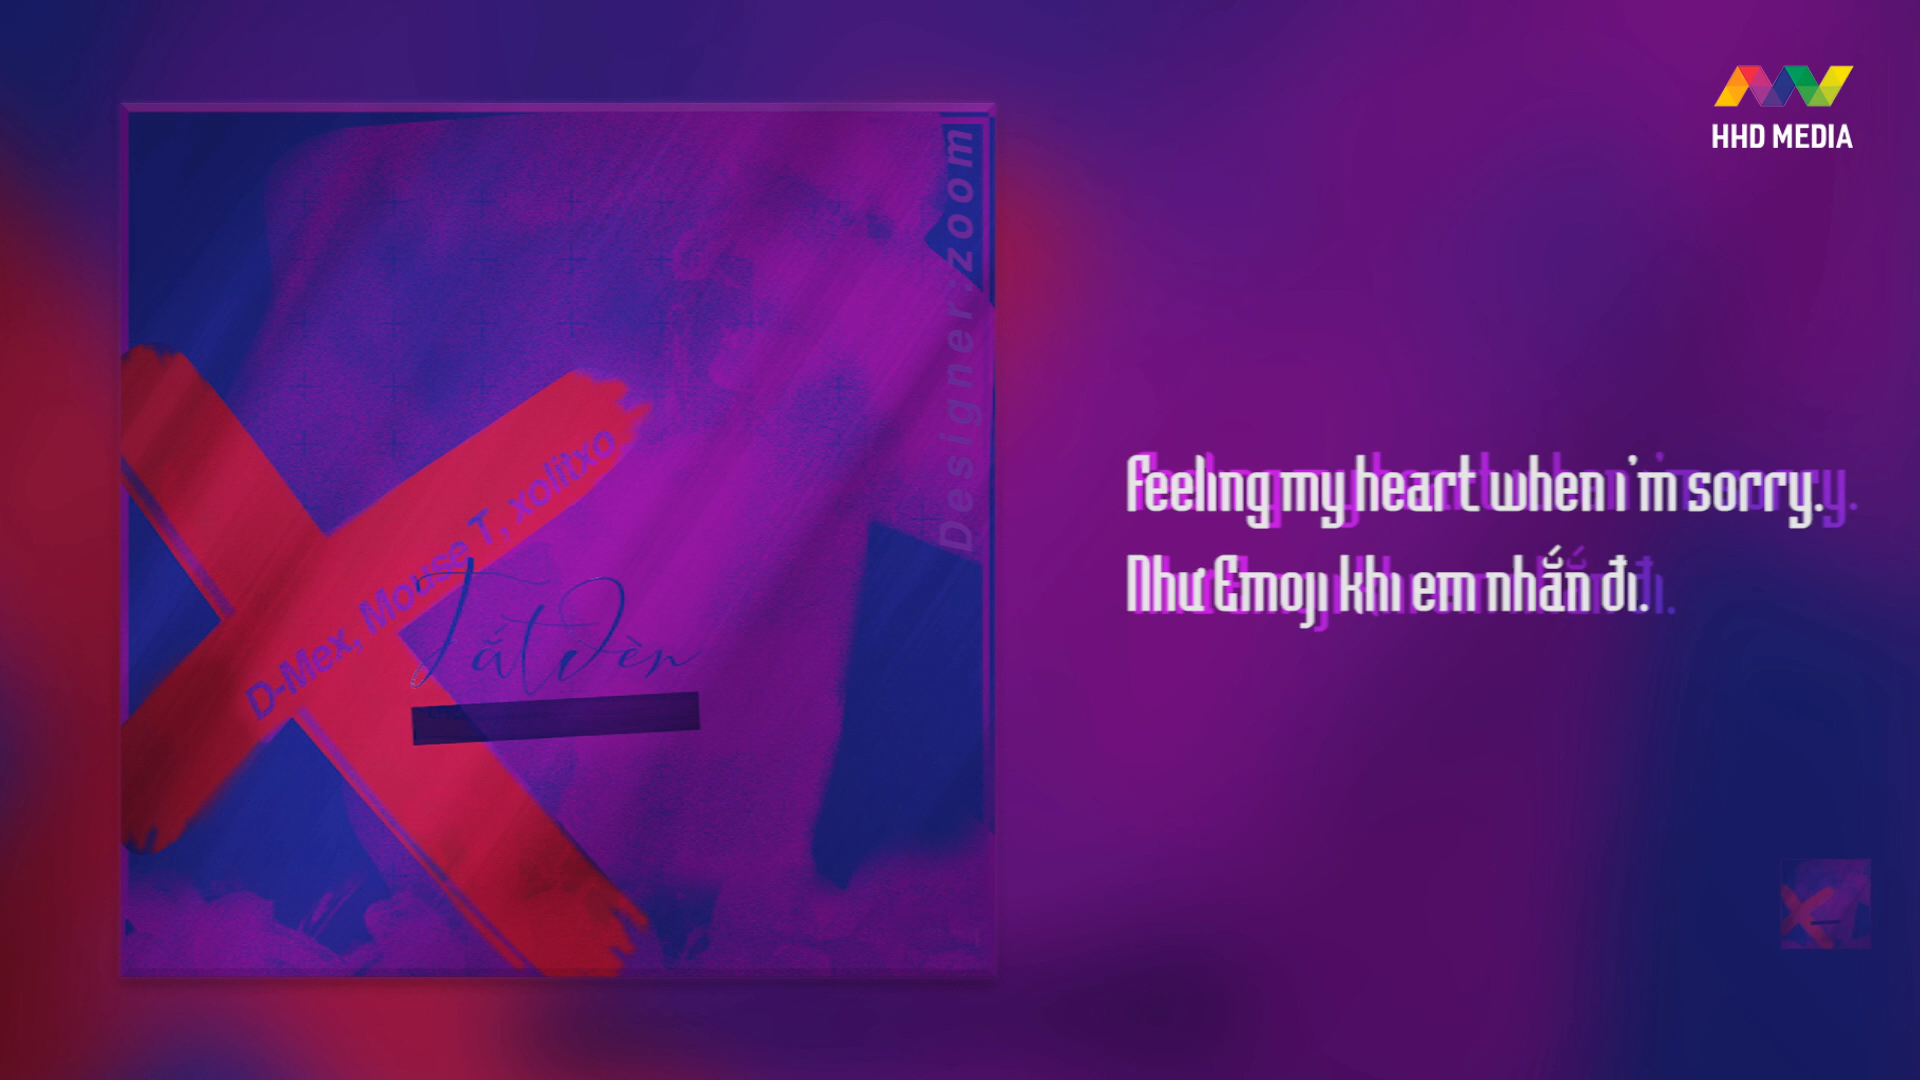 HHD MEDIA
Designer:zoom
D-Mex, Mouse T, xolitxo
Tắt Đèn
Feeling my heart when i'm sorry.
Như Emoji khi em nhắn đi.